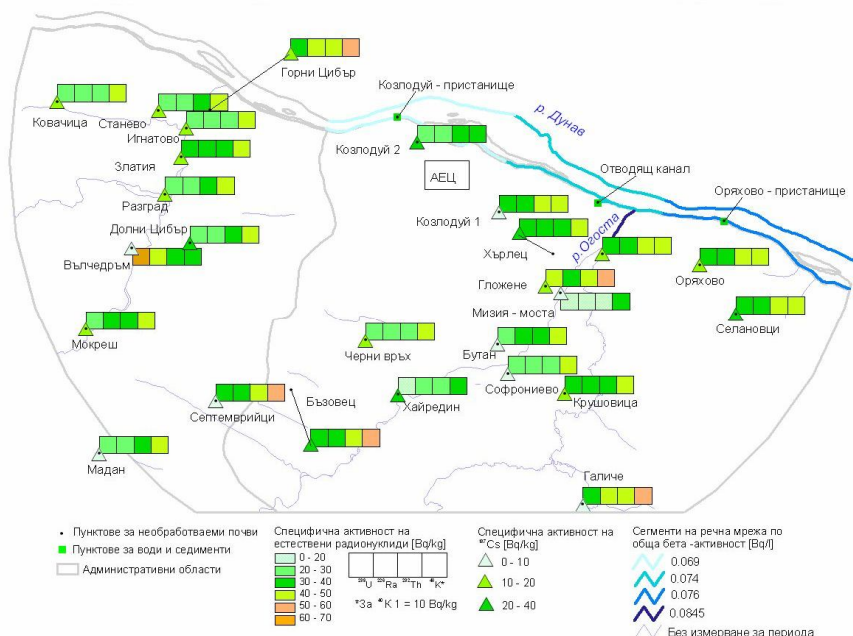 Горни Цибър
Козлодуй - пристанище
р. Дунав
Ковачица
Станево
Игнатово
Козлодуй 2
Златия
АЕЦ
Отводящ канал
Разград
Оряхово - пристанище
Козлодуй 1
Долни Цибър
Хърлец
р.Огоста
Вълчедръм
Оряхово
Гложене
Мизия - моста
Селановци
Мокреш
Черни връх
Бутан
Софрониево
Крушовица
Бъзовец
Хайредин
Септемврийци
Мадан
Галиче
Пунктове за необработваеми почви
Пунктове за води и седименти
Административни области
Специфична активност на
естествени радионуклиди [Bq/kg]
0 - 20
20 - 30
30 - 40
40 - 50
50 - 60
60 - 70
U Ra Th K*
*За ⁴⁰K 1 = 10 Bq/kg
Специфична активност на
¹³⁷Cs [Bq/kg]
0 - 10
10 - 20
20 - 40
Сегменти на речна мрежа по
обща бета -активност [Bq/l]
0.069
0.074
0.076
0.0845
Без измерване за периода